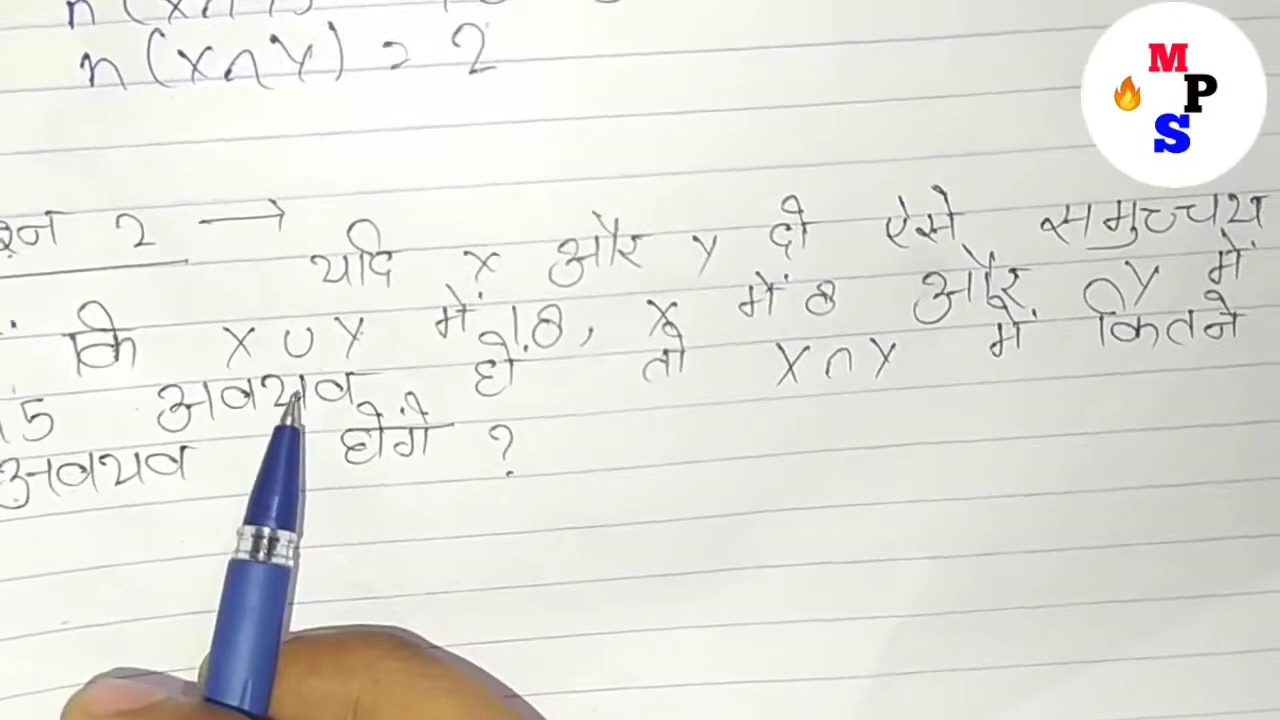 n(X∩Y) = 2
M
P
S
प्रश्न 2 → यदि X और Y दो ऐसे समुच्चय
कि X ∪ Y में 18, X में 8 और Y में
15 अवयव हो तो X∩Y में कितने
अवयव होंगे ?